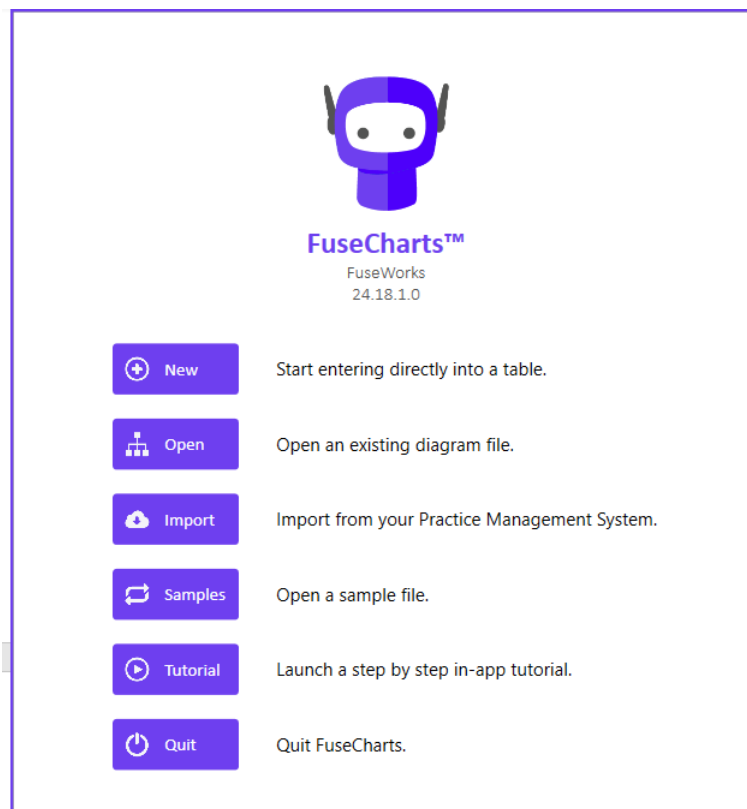 FuseCharts™
FuseWorks
24.18.1.0
New Start entering directly into a table.
Open Open an existing diagram file.
Import Import from your Practice Management System.
Samples Open a sample file.
Tutorial Launch a step by step in-app tutorial.
Quit Quit FuseCharts.